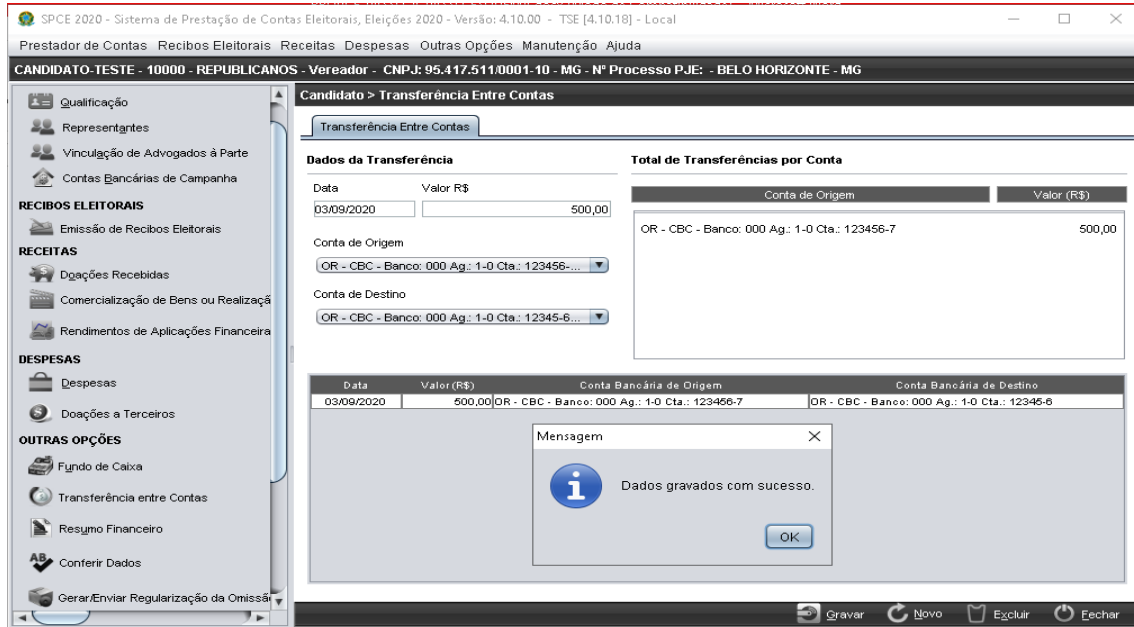 SPCE 2020 - Sistema de Prestação de Contas Eleitorais, Eleições 2020 - Versão: 4.10.00 - TSE [4.10.18] - Local
Prestador de Contas Recibos Eleitorais Receitas Despesas Outras Opções Manutenção Ajuda
CANDIDATO-TESTE - 10000 - REPUBLICANOS - Vereador - CNPJ: 95.417.511/0001-10 - MG - Nº Processo PJE: - BELO HORIZONTE - MG
Qualificação
Representantes
Vinculação de Advogados à Parte
Contas Bancárias de Campanha
RECIBOS ELEITORAIS
Emissão de Recibos Eleitorais
RECEITAS
Doações Recebidas
Comercialização de Bens ou Realizaçã
Rendimentos de Aplicações Financeira
DESPESAS
Despesas
Doações a Terceiros
OUTRAS OPÇÕES
Fundo de Caixa
Transferência entre Contas
Resumo Financeiro
AB
Conferir Dados
Gerar/Enviar Regularização da Omissã
Candidato > Transferência Entre Contas
Transferência Entre Contas
Dados da Transferência
Data Valor R$
03/09/2020 500,00
Conta de Origem
OR - CBC - Banco: 000 Ag.: 1-0 Cta.: 123456-...
Conta de Destino
OR - CBC - Banco: 000 Ag.: 1-0 Cta.: 12345-6...
Total de Transferências por Conta
Conta de Origem Valor (R$)
OR - CBC - Banco: 000 Ag.: 1-0 Cta.: 123456-7 500,00
Data Valor (R$) Conta Bancária de Origem Conta Bancária de Destino
03/09/2020 500,00 OR - CBC - Banco: 000 Ag.: 1-0 Cta.: 123456-7 OR - CBC - Banco: 000 Ag.: 1-0 Cta.: 12345-6
Mensagem
Dados gravados com sucesso.
OK
Gravar Novo Excluir Fechar